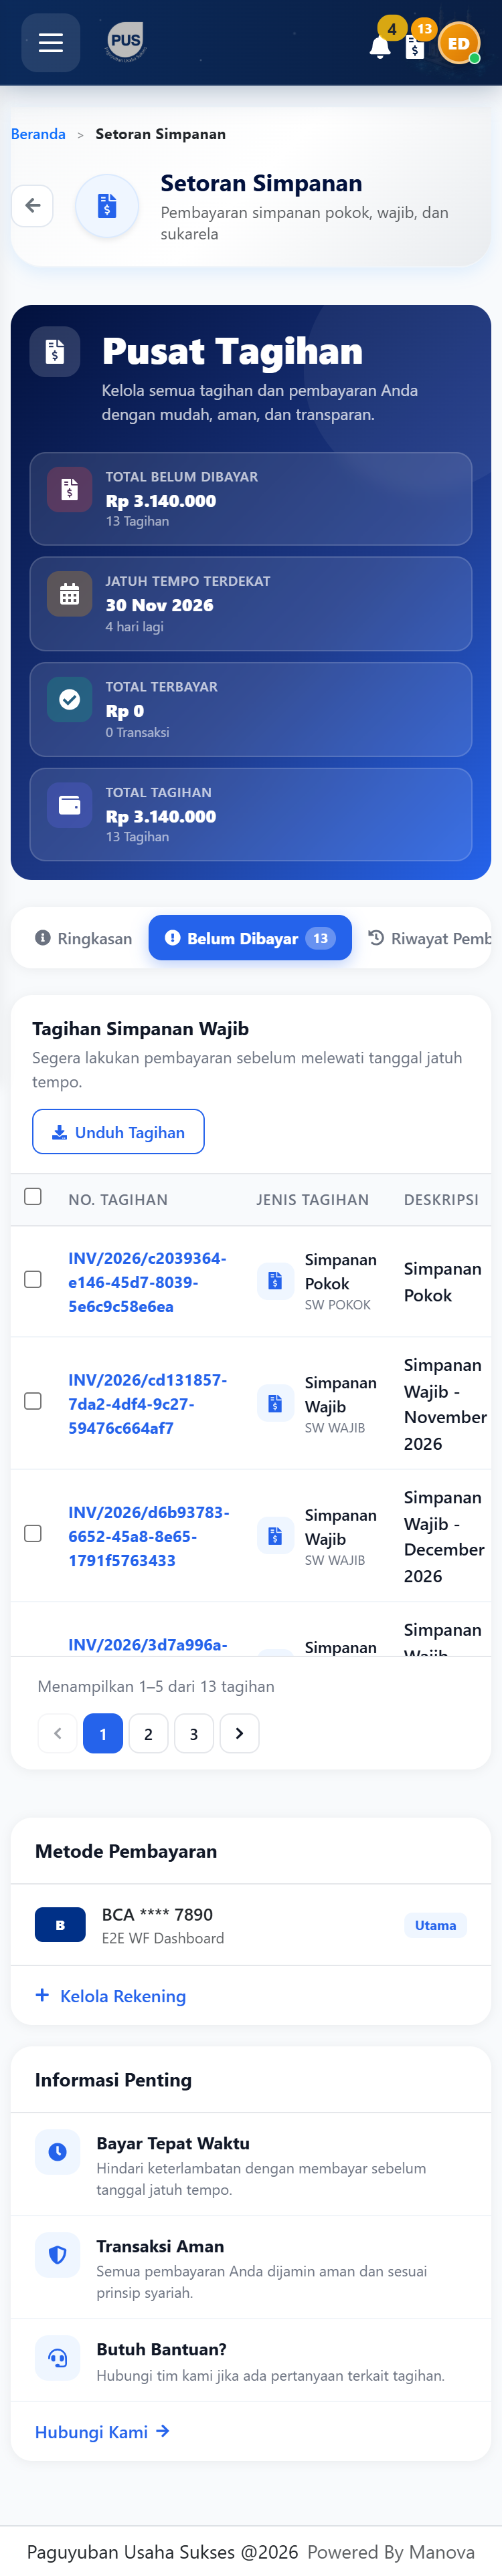 PUS
4
13
ED
Beranda > Setoran Simpanan
Setoran Simpanan
Pembayaran simpanan pokok, wajib, dan
sukarela
Pusat Tagihan
Kelola semua tagihan dan pembayaran Anda
dengan mudah, aman, dan transparan.
TOTAL BELUM DIBAYAR
Rp 3.140.000
13 Tagihan
JATUH TEMPO TERDEKAT
30 Nov 2026
4 hari lagi
TOTAL TERBAYAR
Rp 0
0 Transaksi
TOTAL TAGIHAN
Rp 3.140.000
13 Tagihan
Ringkasan
Belum Dibayar 13
Riwayat Pemb
Tagihan Simpanan Wajib
Segera lakukan pembayaran sebelum melewati tanggal jatuh
tempo.
Unduh Tagihan
NO. TAGIHAN JENIS TAGIHAN DESKRIPSI
INV/2026/c2039364-
e146-45d7-8039-
5e6c9c58e6ea
Simpanan
Pokok
SW POKOK
Simpanan
Pokok
INV/2026/cd131857-
7da2-4df4-9c27-
59476c664af7
Simpanan
Wajib
SW WAJIB
Simpanan
Wajib -
November
2026
INV/2026/d6b93783-
6652-45a8-8e65-
1791f5763433
Simpanan
Wajib
SW WAJIB
Simpanan
Wajib -
December
2026
INV/2026/3d7a996a-
Simpanan
Simpanan
Wajib
Menampilkan 1–5 dari 13 tagihan
1 2 3
Metode Pembayaran
B
BCA **** 7890
E2E WF Dashboard
Utama
+ Kelola Rekening
Informasi Penting
Bayar Tepat Waktu
Hindari keterlambatan dengan membayar sebelum
tanggal jatuh tempo.
Transaksi Aman
Semua pembayaran Anda dijamin aman dan sesuai
prinsip syariah.
Butuh Bantuan?
Hubungi tim kami jika ada pertanyaan terkait tagihan.
Hubungi Kami →
Paguyuban Usaha Sukses @2026 Powered By Manova